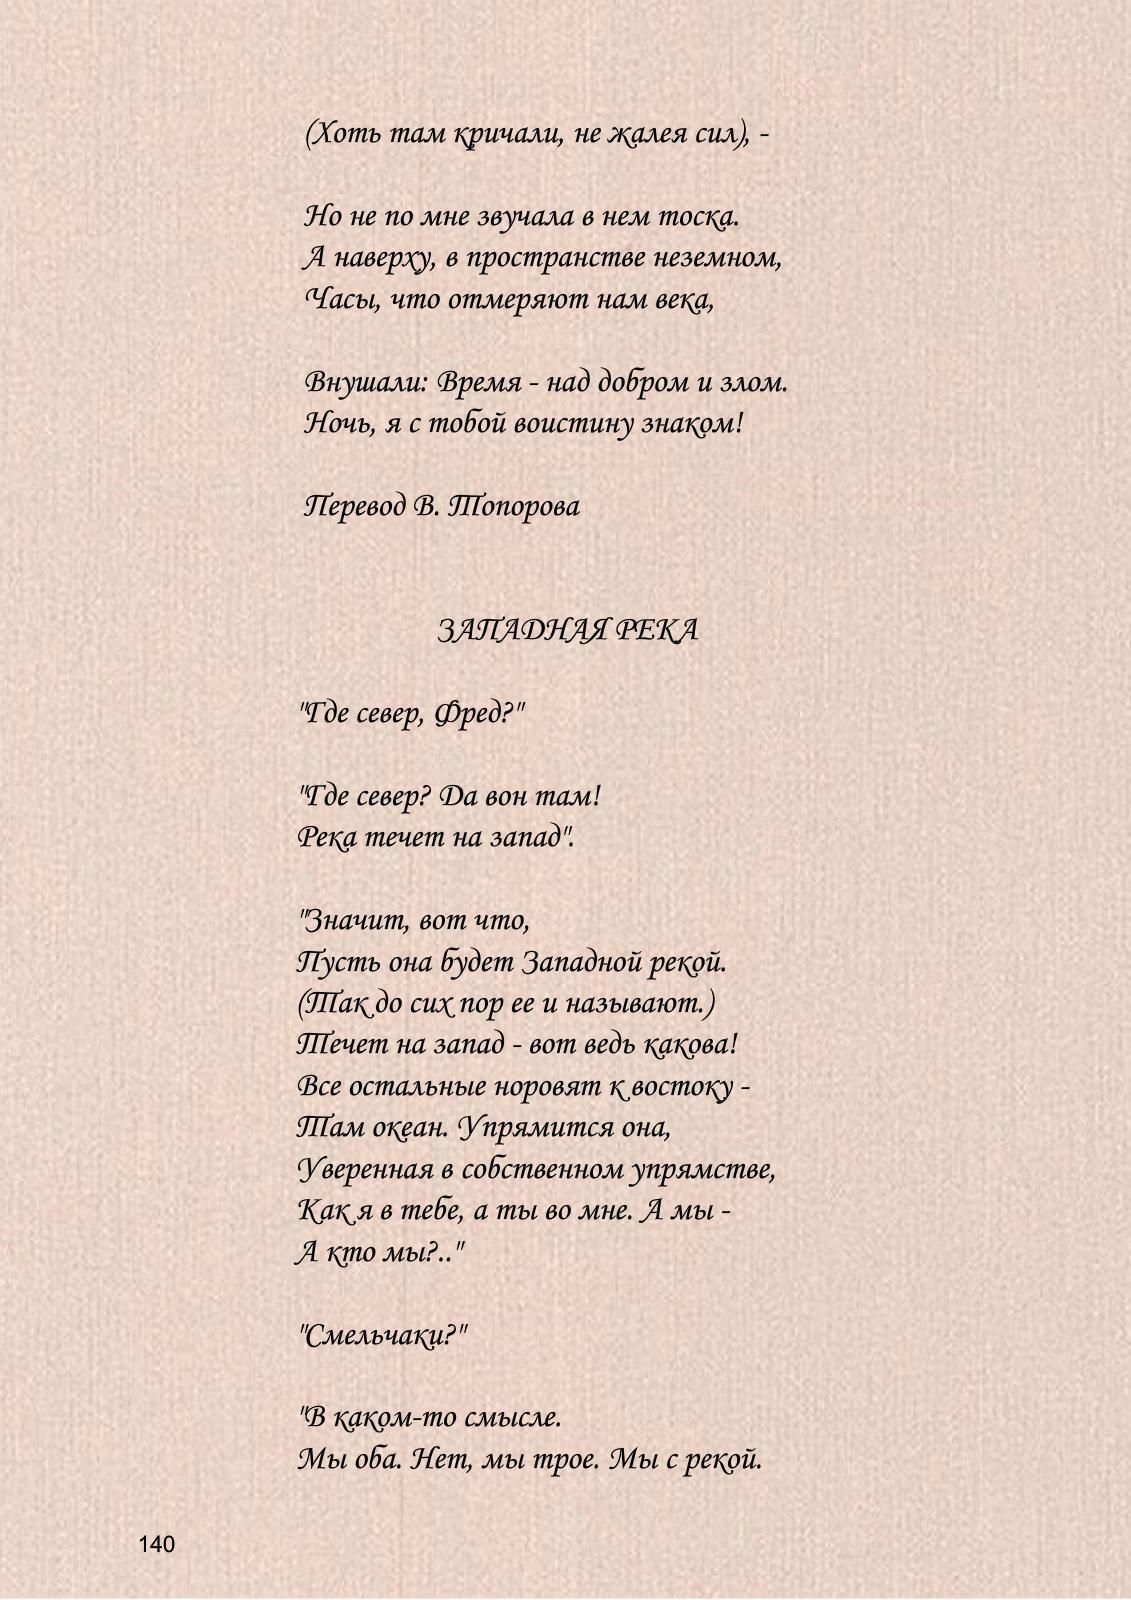 (Хоть там кричали, не жалея сил), -
Но не по мне звучала в нем тоска.
А наверху, в пространстве неземном,
Часы, что отмеряют нам века,
Внушали: Время - над добром и злом.
Ночь, я с тобой воистину знаком!
Перевод В. Топорова
ЗАПАДНАЯ РЕКА
"Где север, Фред?"
"Где север? Да вон там!
Река течет на запад".
"Значит, вот что,
Пусть она будет Западной рекой.
(Так до сих пор ее и называют.)
Течет на запад - вот ведь какова!
Все остальные норовят к востоку -
Там океан. Упрямится она,
Уверенная в собственном упрямстве,
Как я в тебе, а ты во мне. А мы -
А кто мы?.."
"Смельчаки?"
"В каком-то смысле.
Мы оба. Нет, мы трое. Мы с рекой.
140